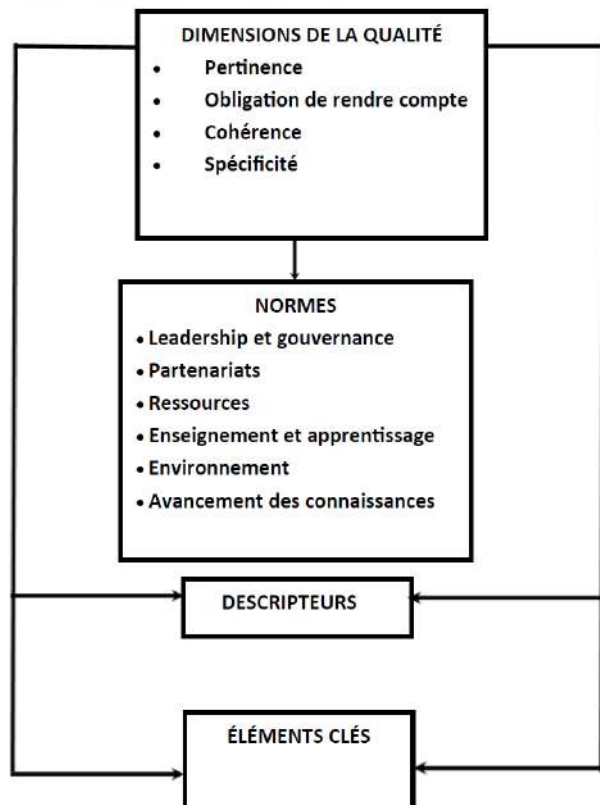 DIMENSIONS DE LA QUALITÉ
• Pertinence
• Obligation de rendre compte
• Cohérence
• Spécificité
NORMES
• Leadership et gouvernance
• Partenariats
• Ressources
• Enseignement et apprentissage
• Environnement
• Avancement des connaissances
DESCRIPTEURS
ÉLÉMENTS CLÉS